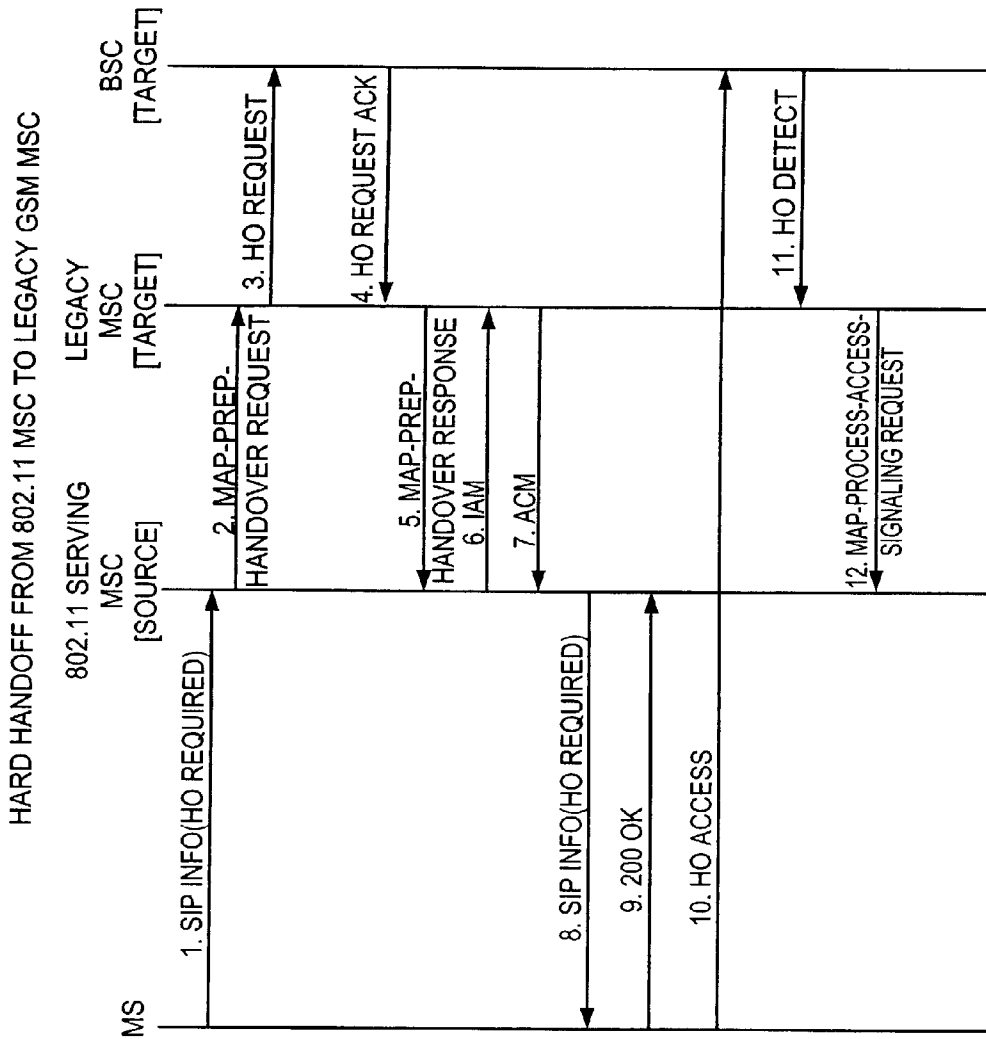 HARD HANDOFF FROM 802.11 MSC TO LEGACY GSM MSC
MS
802.11 SERVING
MSC
[SOURCE]
LEGACY
MSC
[TARGET]
BSC
[TARGET]
1. SIP INFO(HO REQUIRED)
2. MAP-PREP-
HANDOVER REQUEST
3. HO REQUEST
4. HO REQUEST ACK
5. MAP-PREP-
HANDOVER RESPONSE
6. IAM
7. ACM
8. SIP INFO(HO REQUIRED)
9. 200 OK
10. HO ACCESS
11. HO DETECT
12. MAP-PROCESS-ACCESS-
SIGNALING REQUEST